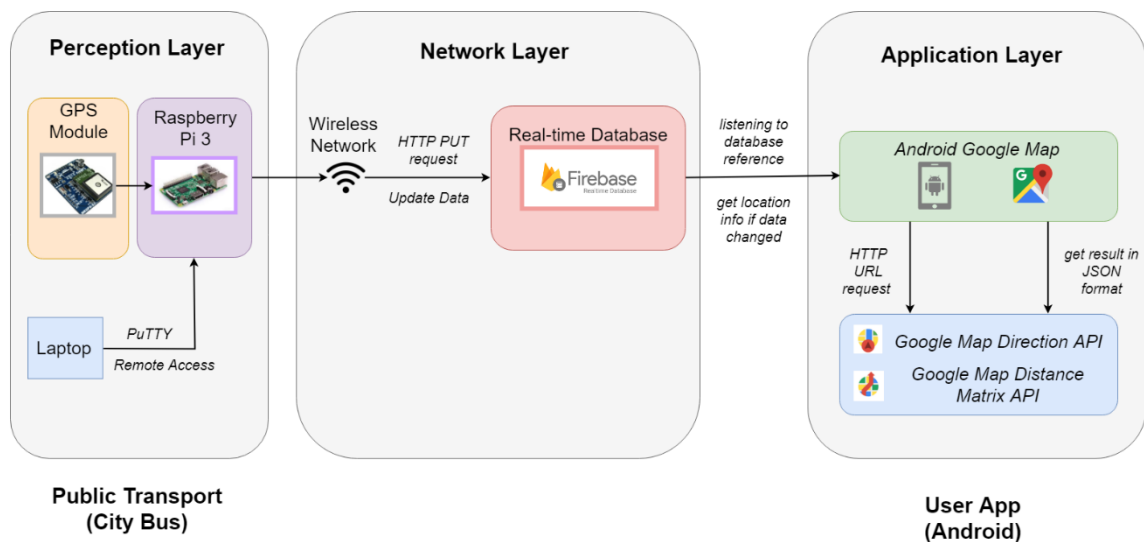 Perception Layer
GPS
Module
Raspberry
Pi 3
Laptop
PuTTY
Remote Access
Public Transport
(City Bus)
Network Layer
Wireless
Network
HTTP PUT
request
Update Data
Real-time Database
Firebase
Realtime Database
listening to
database
reference
get location
info if data
changed
Application Layer
Android Google Map
G
HTTP
URL
request
get result in
JSON
format
Google Map Direction API
Google Map Distance
Matrix API
User App
(Android)